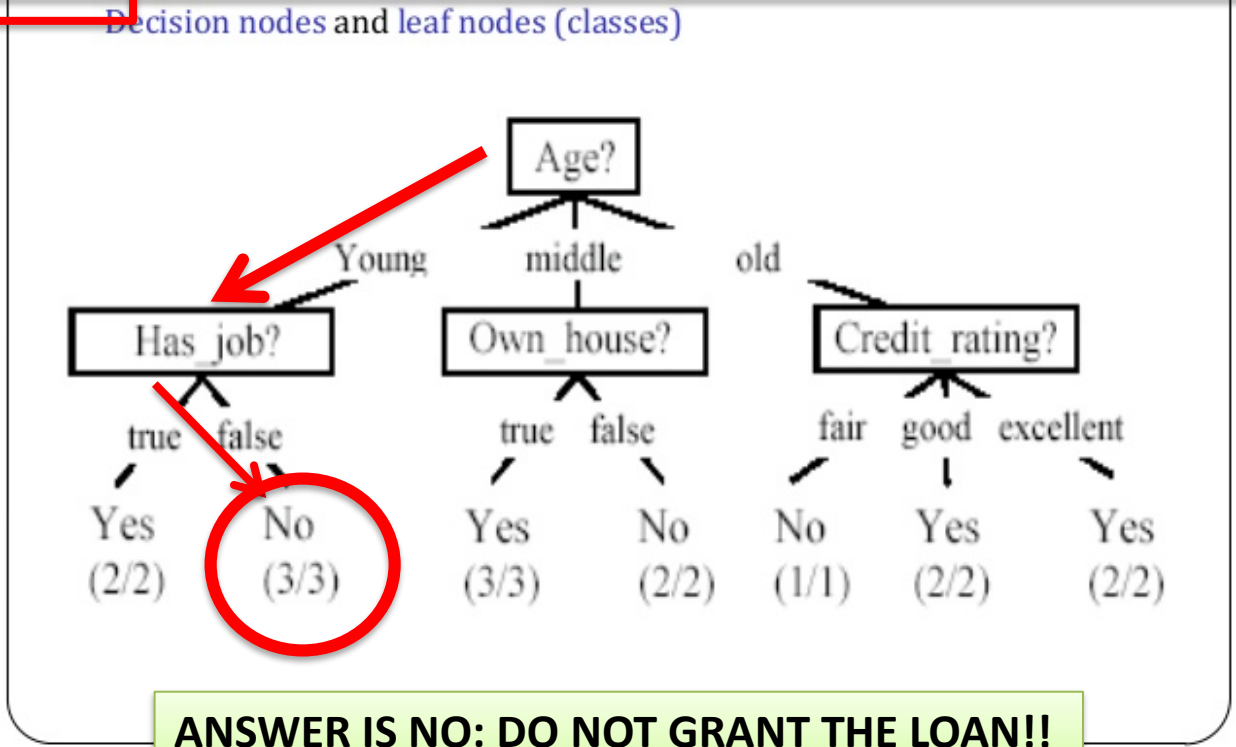 Decision nodes and leaf nodes (classes)
Age?
Young middle old
Has_job? Own_house? Credit_rating?
true false true false fair good excellent
Yes No Yes No No Yes Yes
(2/2) (3/3) (3/3) (2/2) (1/1) (2/2) (2/2)
ANSWER IS NO: DO NOT GRANT THE LOAN!!